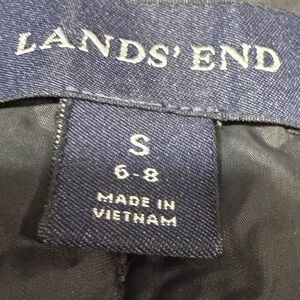 LANDS' END
S
6-8
MADE IN
VIETNAM